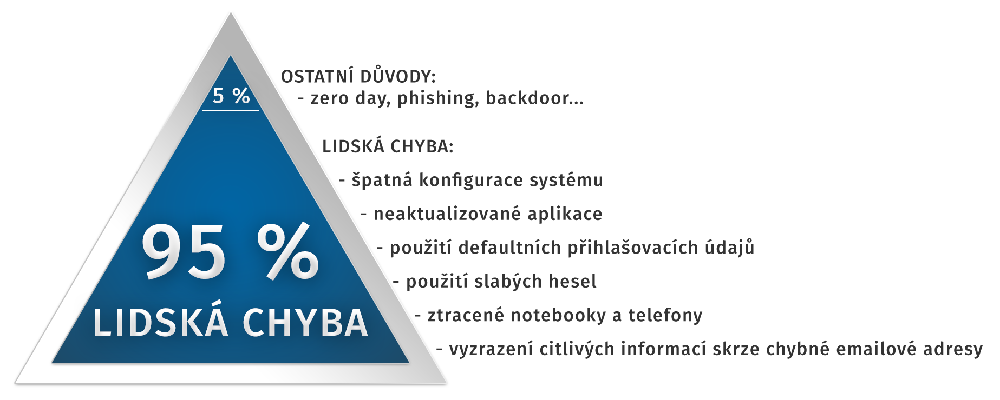 OSTATNÍ DŮVODY:
5 %
- zero day, phishing, backdoor...
LIDSKÁ CHYBA:
- špatná konfigurace systému
- neaktualizované aplikace
- použití defaultních přihlašovacích údajů
- použití slabých hesel
- ztracené notebooky a telefony
- vyzrazení citlivých informací skrze chybné emailové adresy
95 %
LIDSKÁ CHYBA